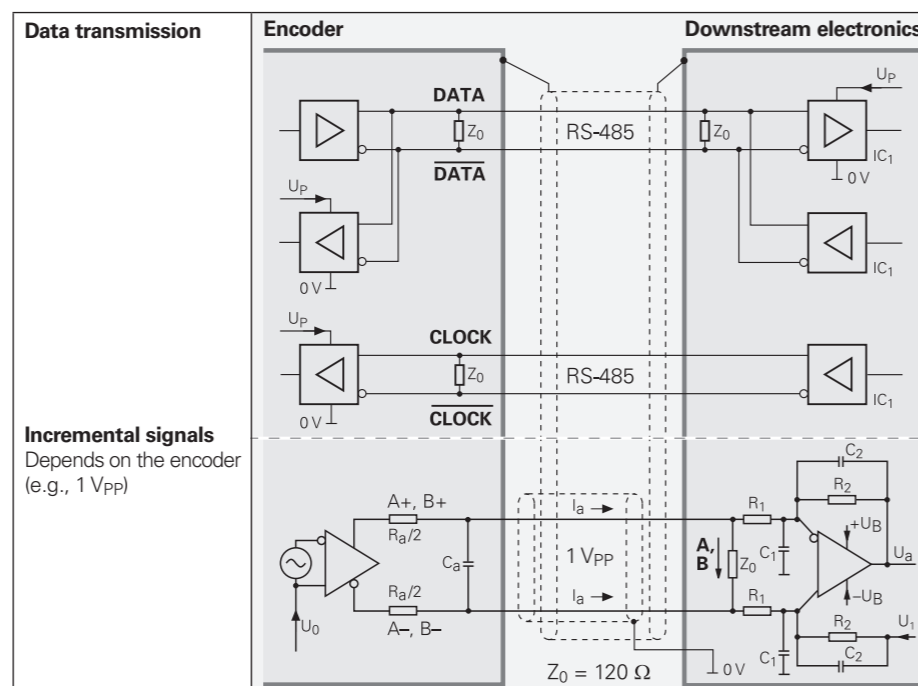 Data transmission
Encoder
Downstream electronics
DATA
Z0
RS-485
Z0
DATA
UP
IC1
0 V
UP
0 V
IC1
UP
CLOCK
Z0
RS-485
CLOCK
0 V
IC1
Incremental signals
Depends on the encoder
(e.g., 1 VPP)
A+, B+
Ra/2
Ca
Ra/2
A−, B−
U0
Ia
1 VPP
Ia
Z0 = 120 Ω
0 V
A,
B
Z0
R1
C1
R1
C1
C2
R2
+UB
Ua
−UB
R2
U1
C2